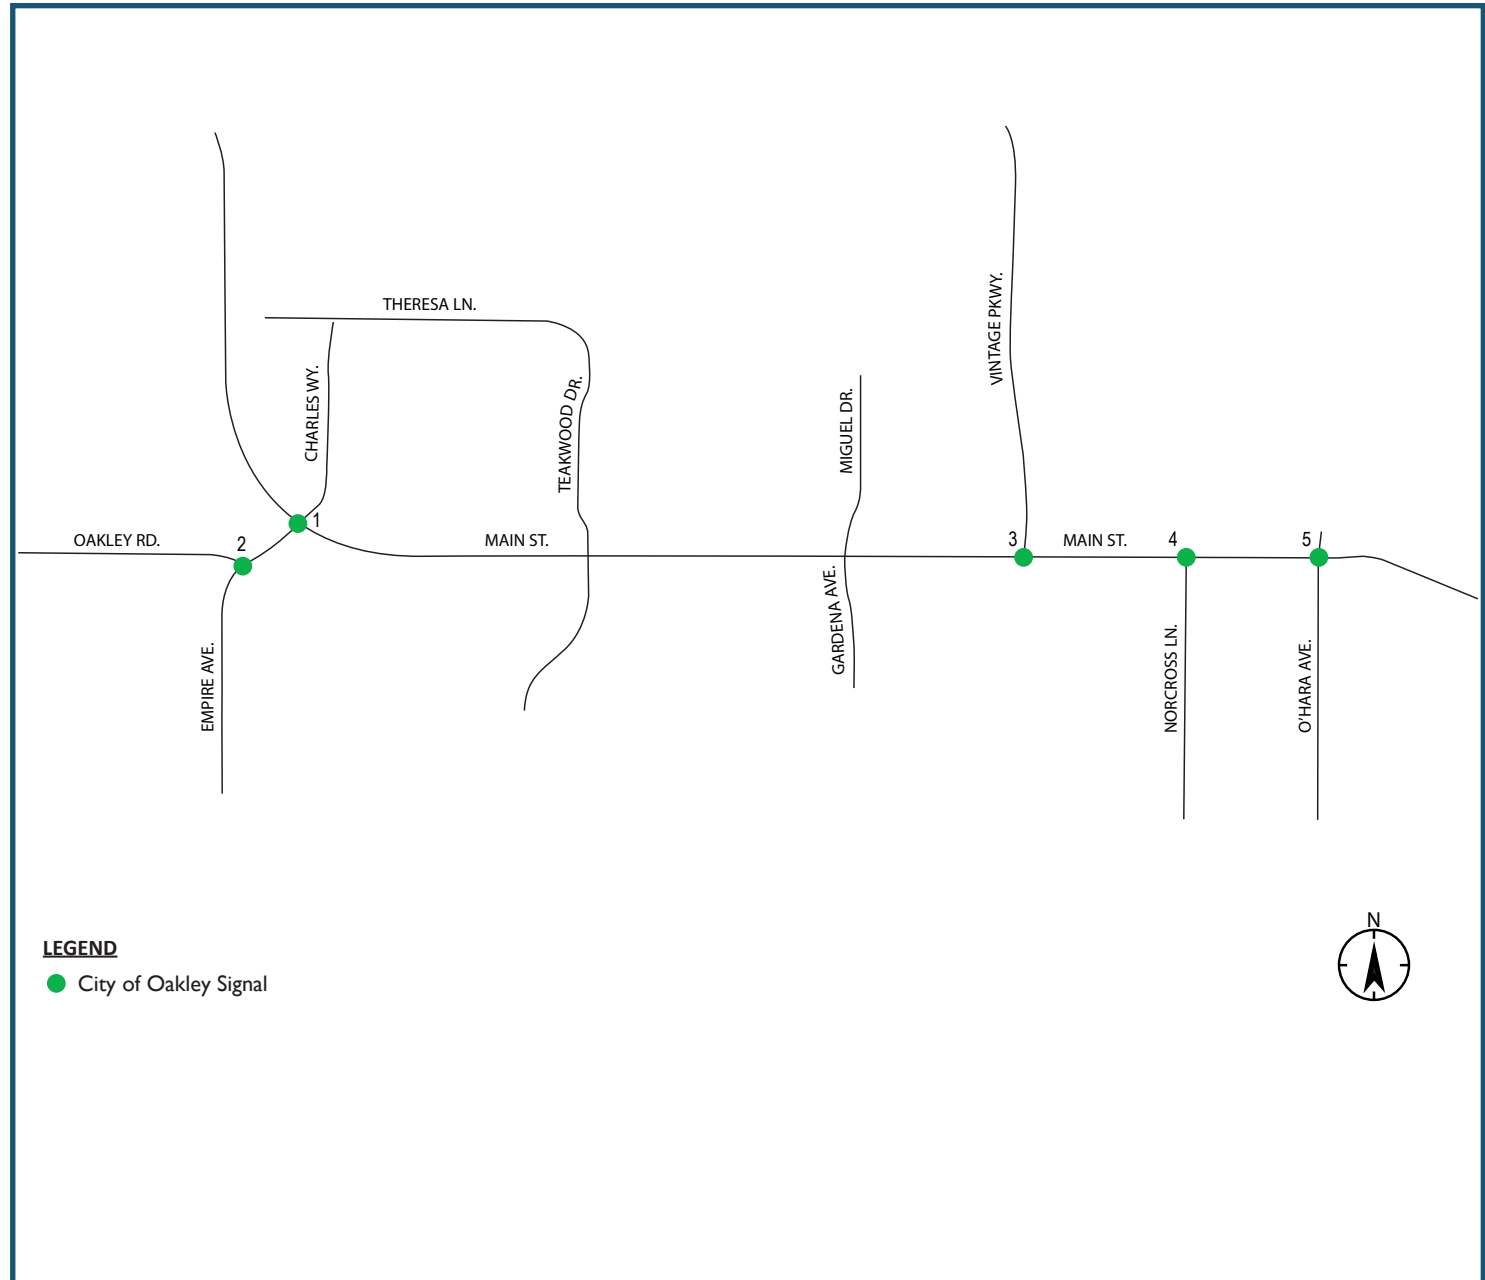 THERESA LN.
VINTAGE PKWY.
CHARLES WY.
TEAKWOOD DR.
MIGUEL DR.
1
OAKLEY RD.
2
MAIN ST.
3
MAIN ST.
4
5
GARDENA AVE.
EMPIRE AVE.
NORCROSS LN.
O'HARA AVE.
N
LEGEND
City of Oakley Signal